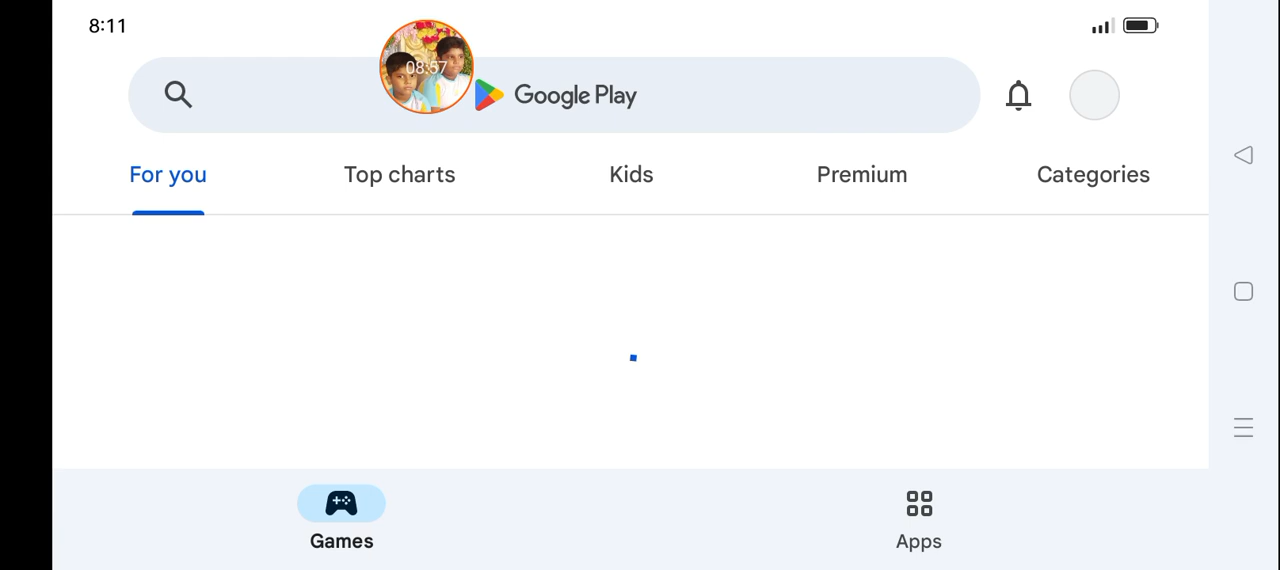 8:11
08:57
Google Play
For you
Top charts
Kids
Premium
Categories
Games
Apps